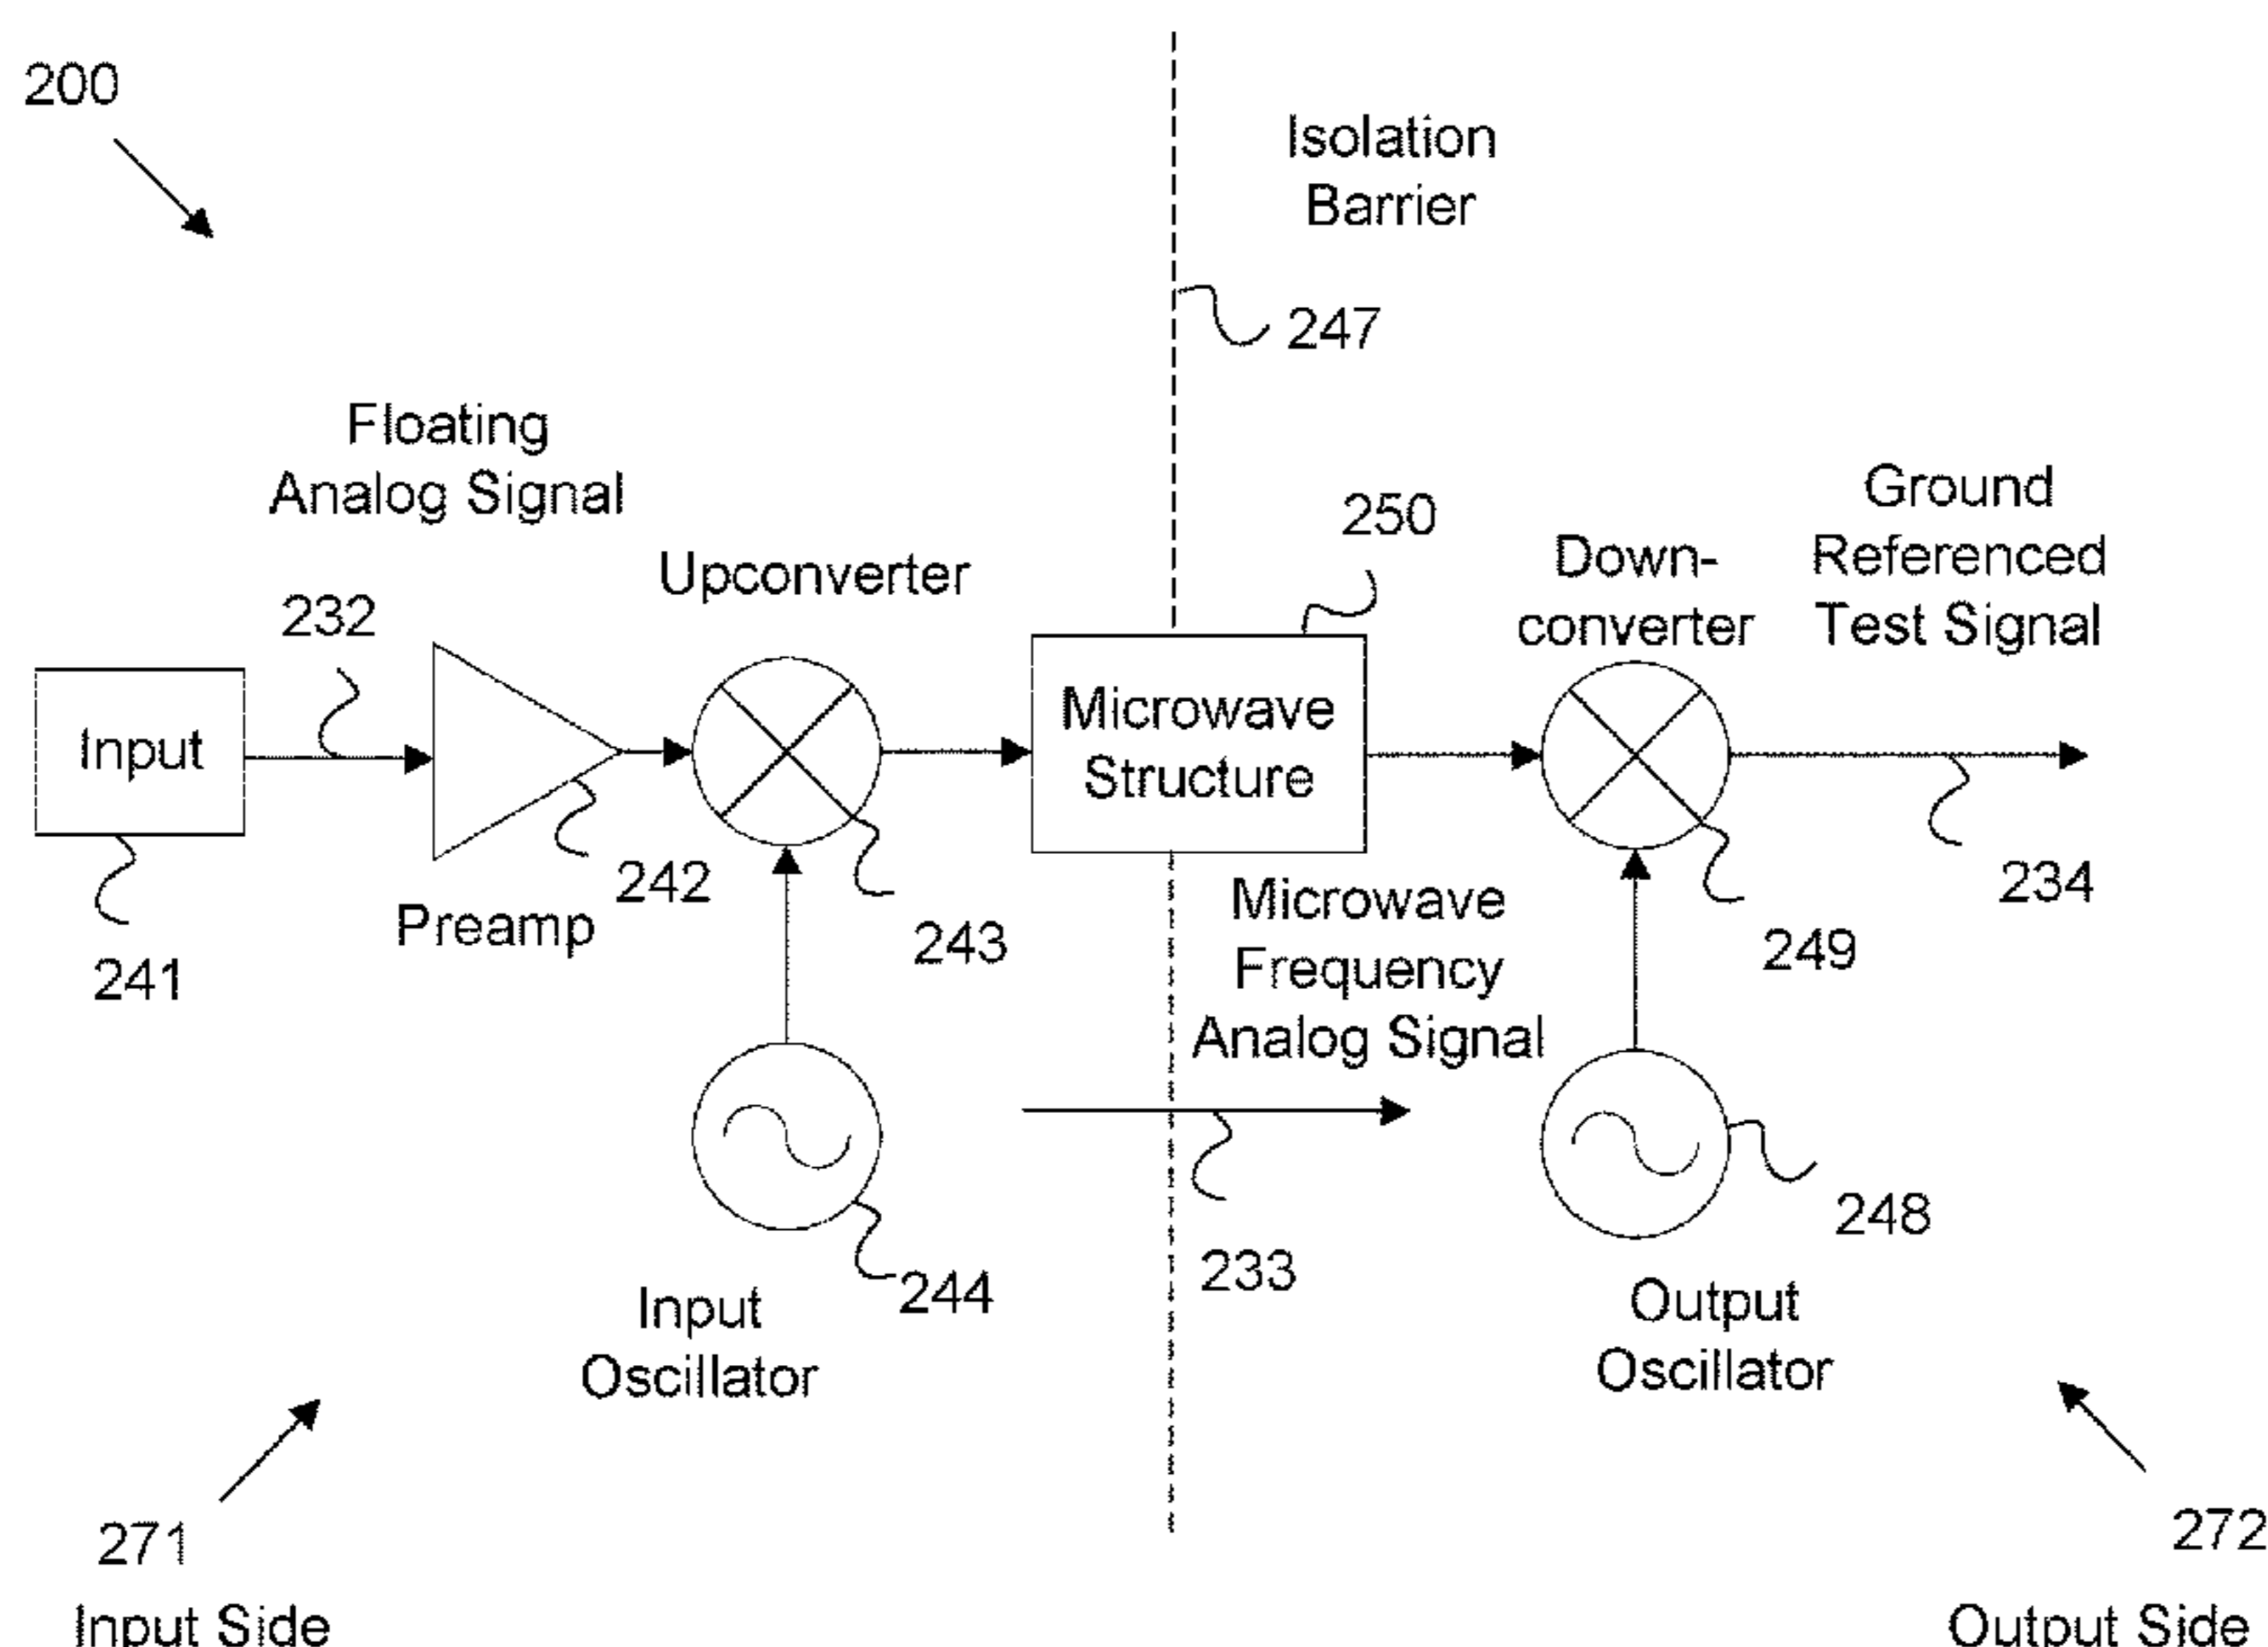 200
Isolation
Barrier
247
Floating
Analog Signal
232
Upconverter
250
Down-
converter
Ground
Referenced
Test Signal
Input
Microwave
Structure
241
Preamp
242
243
Microwave
Frequency
Analog Signal
249
234
Input
Oscillator
244
233
248
Output
Oscillator
271
Input Side
272
Output Side